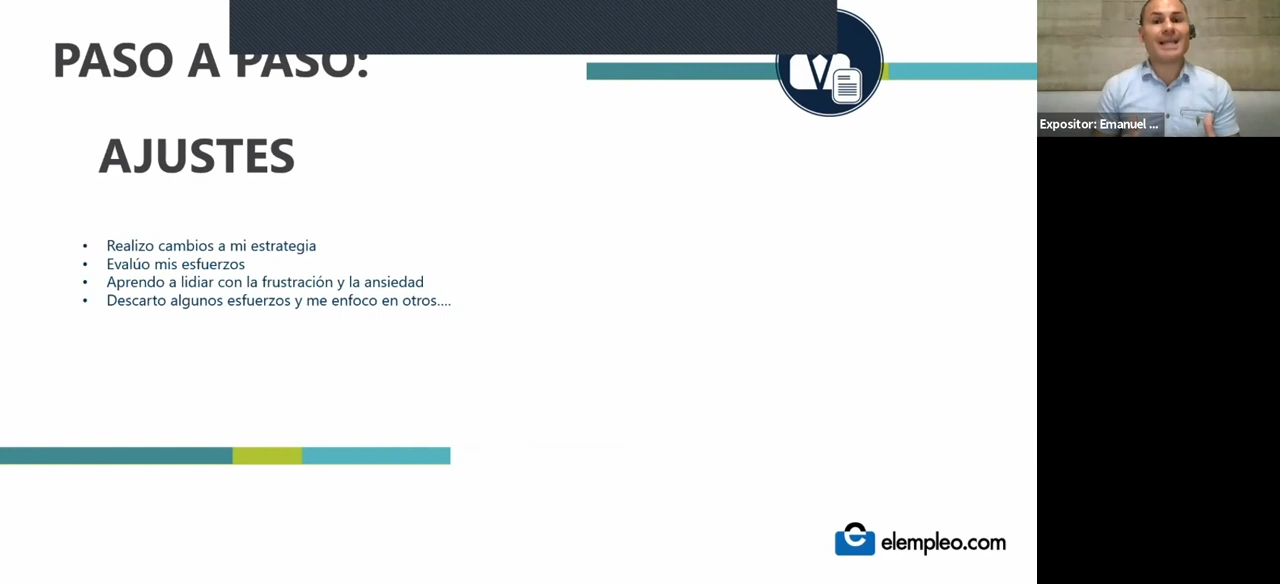 PASO A PASO:
Expositor: Emanuel ...
AJUSTES
• Realizo cambios a mi estrategia
• Evalúo mis esfuerzos
• Aprendo a lidiar con la frustración y la ansiedad
• Descarto algunos esfuerzos y me enfoco en otros....
elempleo.com